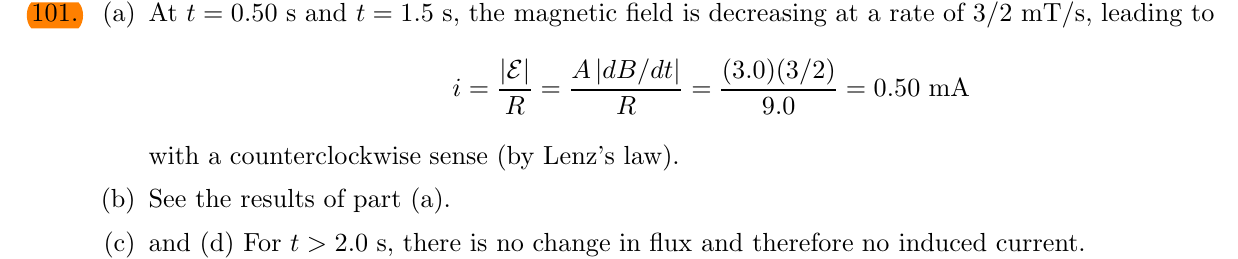 101. (a) At t = 0.50 s and t = 1.5 s, the magnetic field is decreasing at a rate of 3/2 mT/s, leading to
i = |ℰ|/R = A |dB/dt|/R = (3.0)(3/2)/9.0 = 0.50 mA
with a counterclockwise sense (by Lenz's law).
(b) See the results of part (a).
(c) and (d) For t > 2.0 s, there is no change in flux and therefore no induced current.